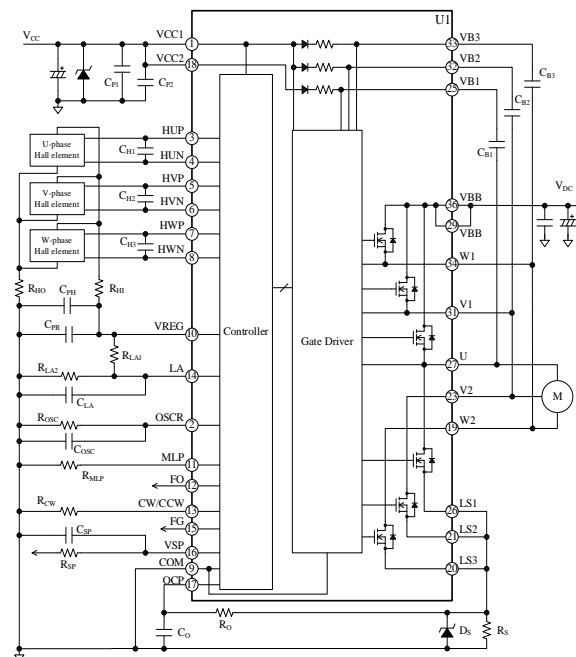 U1
VCC
VCC1
1
VCC2
18
CP1
CP2
VB3
33
VB2
32
VB1
25
CB3
CB2
CB1
U-phase
Hall element
HUP
3
CH1
HUN
4
V-phase
Hall element
HVP
5
CH2
HVN
6
W-phase
Hall element
HWP
7
CH3
HWN
8
RHO
CPH
RHI
CPR
VREG
10
RLA1
RLA2
LA
14
CLA
ROSC
OSCR
2
COSC
MLP
11
RMLP
FO
12
RCW
CW/CCW
13
FG
15
CSP
VSP
16
RSP
COM
9
OCP
17
Controller
Gate Driver
VBB
36
29
VBB
VDC
W1
34
V1
31
U
27
V2
23
W2
19
M
LS1
26
LS2
21
LS3
20
RO
CO
DS
RS